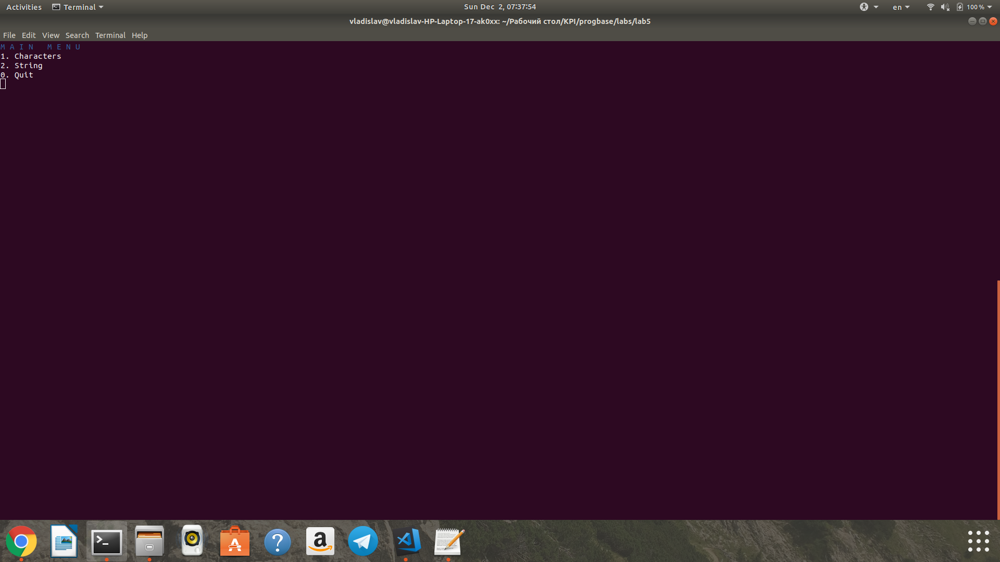 Activities Terminal Sun Dec 2, 07:37:54 en 100 %
vladislav@vladislav-HP-Laptop-17-ak0xx: ~/Рабочий стол/KPI/progbase/labs/lab5
File Edit View Search Terminal Help
M A I N   M E N U
1. Characters
2. String
0. Quit